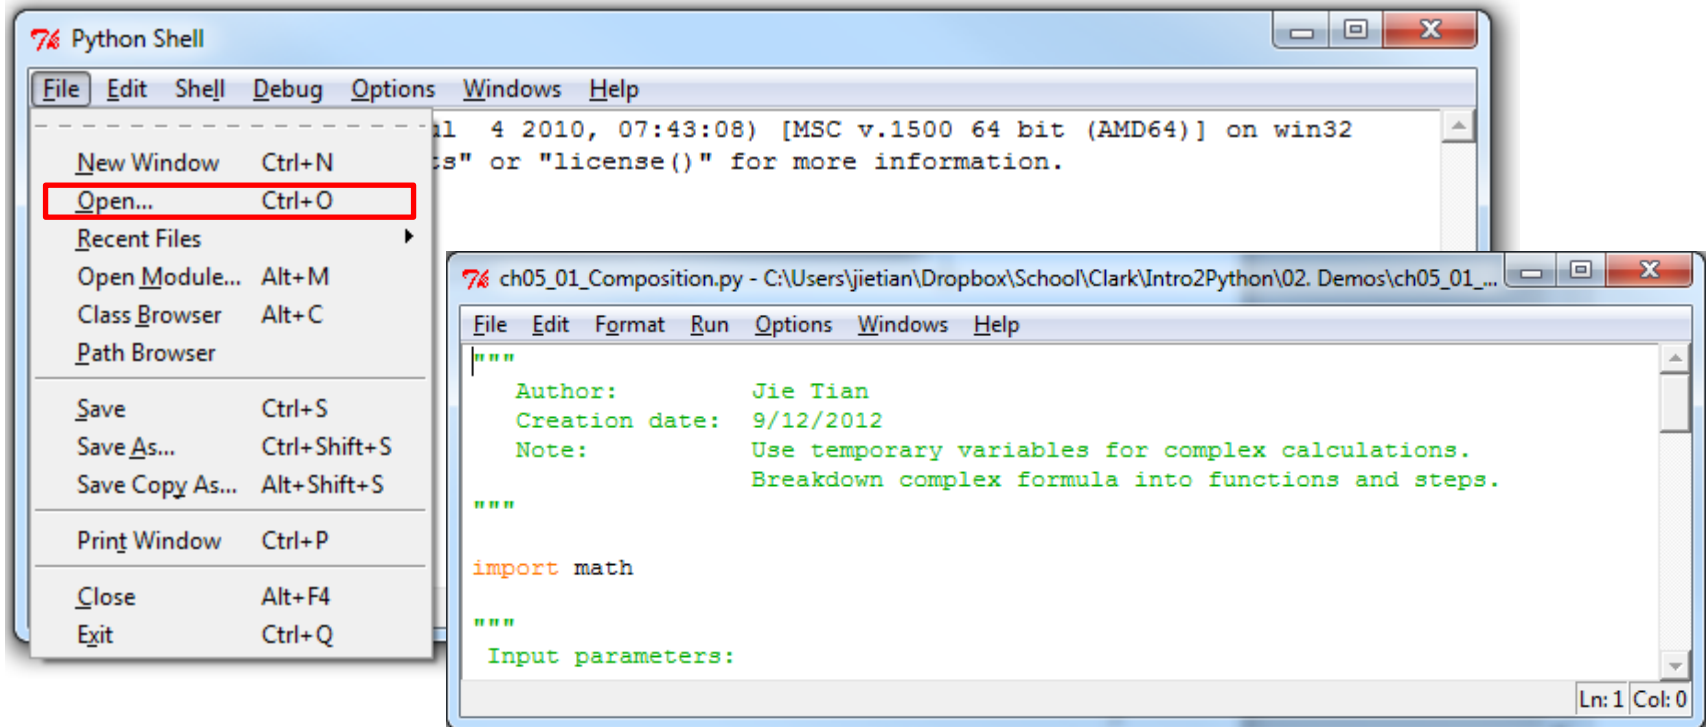 Python Shell
File Edit Shell Debug Options Windows Help
4 2010, 07:43:08) [MSC v.1500 64 bit (AMD64)] on win32
s" or "license()" for more information.
New Window Ctrl+N
Open... Ctrl+O
Recent Files
Open Module... Alt+M
Class Browser Alt+C
Path Browser
Save Ctrl+S
Save As... Ctrl+Shift+S
Save Copy As... Alt+Shift+S
Print Window Ctrl+P
Close Alt+F4
Exit Ctrl+Q
ch05_01_Composition.py - C:\Users\jietian\Dropbox\School\Clark\Intro2Python\02. Demos\ch05_01_...
File Edit Format Run Options Windows Help
"""
Author: Jie Tian
Creation date: 9/12/2012
Note: Use temporary variables for complex calculations.
Breakdown complex formula into functions and steps.
"""
import math
"""
Input parameters:
Ln: 1 Col: 0